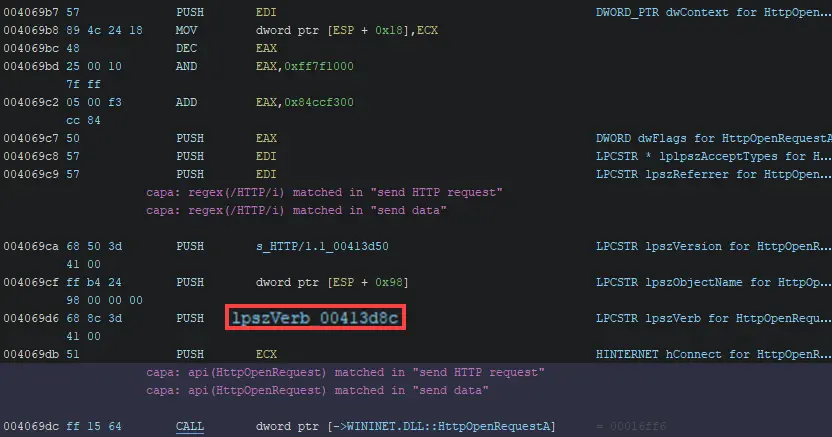 004069b7 57 PUSH EDI DWORD_PTR dwContext for HttpOpen...
004069b8 89 4c 24 18 MOV dword ptr [ESP + 0x18],ECX
004069bc 48 DEC EAX
004069bd 25 00 10 AND EAX,0xff7f1000
7f ff
004069c2 05 00 f3 ADD EAX,0x84ccf300
cc 84
004069c7 50 PUSH EAX DWORD dwFlags for HttpOpenRequestA
004069c8 57 PUSH EDI LPCSTR * lplpszAcceptTypes for H...
004069c9 57 PUSH EDI LPCSTR lpszReferrer for HttpOpen...
capa: regex(/HTTP/i) matched in "send HTTP request"
capa: regex(/HTTP/i) matched in "send data"
004069ca 68 50 3d PUSH s_HTTP/1.1_00413d50 LPCSTR lpszVersion for HttpOpenR...
41 00
004069cf ff b4 24 PUSH dword ptr [ESP + 0x98] LPCSTR lpszObjectName for HttpOp...
98 00 00 00
004069d6 68 8c 3d PUSH lpszVerb_00413d8c LPCSTR lpszVerb for HttpOpenRequ...
41 00
004069db 51 PUSH ECX HINTERNET hConnect for HttpOpenR...
capa: api(HttpOpenRequest) matched in "send HTTP request"
capa: api(HttpOpenRequest) matched in "send data"
004069dc ff 15 64 CALL dword ptr [->WININET.DLL::HttpOpenRequestA] = 00016ff6